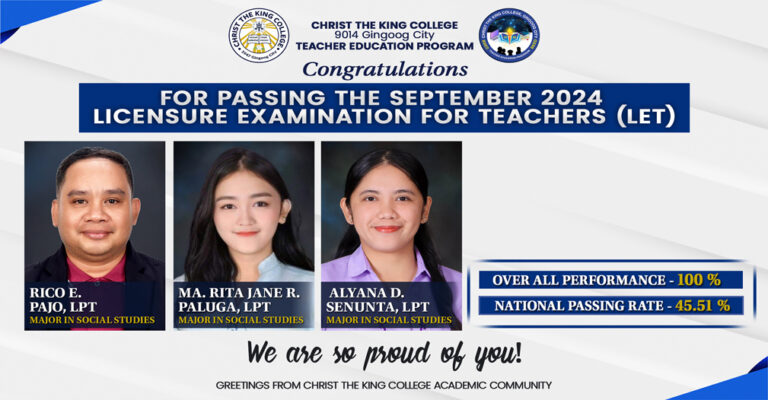 CHRIST THE KING COLLEGE
9014 Gingoog City
TEACHER EDUCATION PROGRAM
Congratulations
FOR PASSING THE SEPTEMBER 2024
LICENSURE EXAMINATION FOR TEACHERS (LET)
RICO E.
PAJO, LPT
MAJOR IN SOCIAL STUDIES
MA. RITA JANE R.
PALUGA, LPT
MAJOR IN SOCIAL STUDIES
ALYANA D.
SENUNTA, LPT
MAJOR IN SOCIAL STUDIES
OVER ALL PERFORMANCE - 100 %
NATIONAL PASSING RATE - 45.51 %
We are so proud of you!
GREETINGS FROM CHRIST THE KING COLLEGE ACADEMIC COMMUNITY